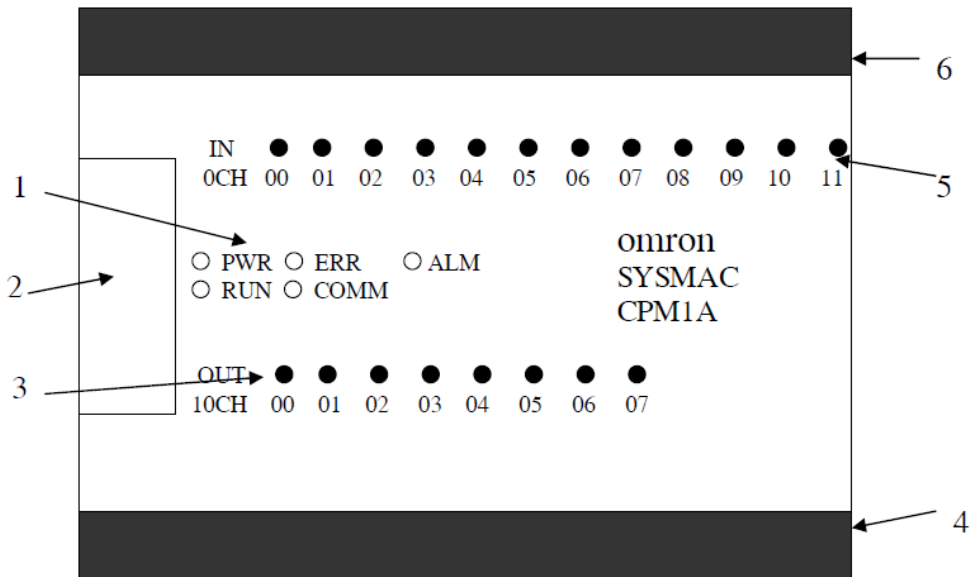 6
IN
0CH 00 01 02 03 04 05 06 07 08 09 10 11
5
1
PWR ERR ALM
RUN COMM
omron
SYSMAC
CPM1A
2
3
OUT
10CH 00 01 02 03 04 05 06 07
4